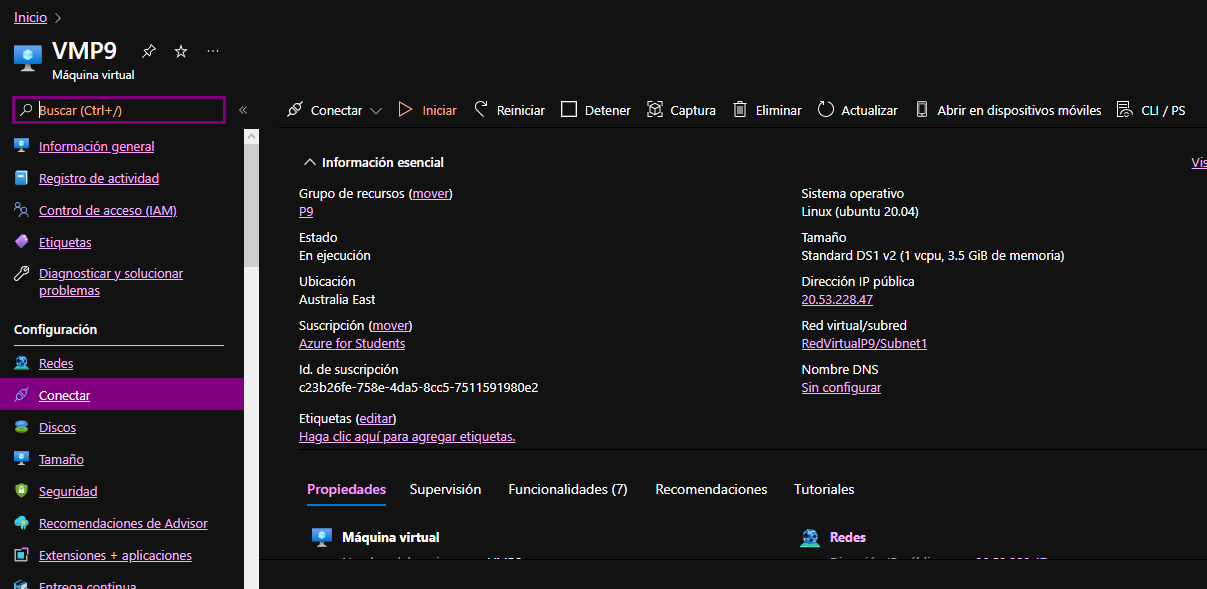 Inicio
VMP9
Máquina virtual
Buscar (Ctrl+/)
Información general
Registro de actividad
Control de acceso (IAM)
Etiquetas
Diagnosticar y solucionar
problemas
Configuración
Redes
Conectar
Discos
Tamaño
Seguridad
Recomendaciones de Advisor
Extensiones + aplicaciones
Entrega continua
Conectar Iniciar Reiniciar Detener Captura Eliminar Actualizar Abrir en dispositivos móviles CLI / PS
Información esencial
Grupo de recursos (mover)
P9
Estado
En ejecución
Ubicación
Australia East
Suscripción (mover)
Azure for Students
Id. de suscripción
c23b26fe-758e-4da5-8cc5-7511591980e2
Etiquetas (editar)
Haga clic aquí para agregar etiquetas.
Sistema operativo
Linux (ubuntu 20.04)
Tamaño
Standard DS1 v2 (1 vcpu, 3.5 GiB de memoria)
Dirección IP pública
20.53.228.47
Red virtual/subred
RedVirtualP9/Subnet1
Nombre DNS
Sin configurar
Propiedades Supervisión Funcionalidades (7) Recomendaciones Tutoriales
Máquina virtual
Redes